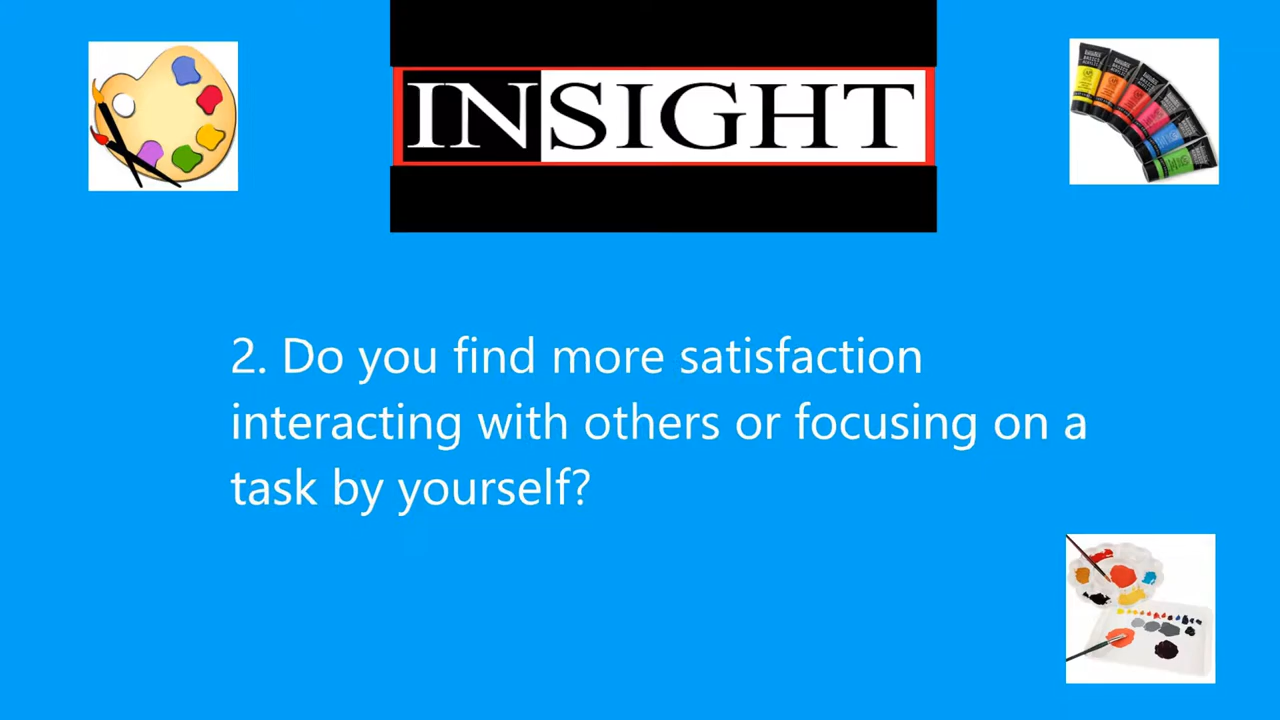 INSIGHT
2. Do you find more satisfaction
interacting with others or focusing on a
task by yourself?